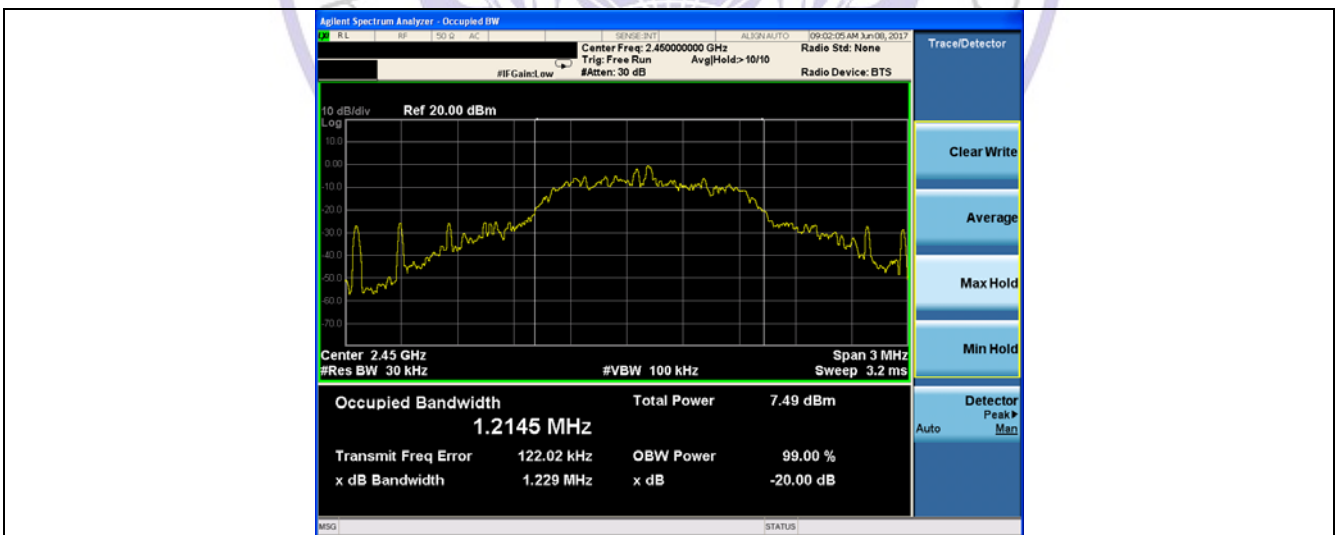 Agilent Spectrum Analyzer - Occupied BW
RL RF 50 Ω AC SENSE:INT ALIGN AUTO 09:02:05 AM Jun 08, 2017
Center Freq: 2.450000000 GHz Radio Std: None
Trig: Free Run Avg|Hold:> 10/10
#IFGain:Low #Atten: 30 dB Radio Device: BTS
Trace/Detector
10 dB/div Ref 20.00 dBm
Log
10.0
0.00
-10.0
-20.0
-30.0
-40.0
-50.0
-60.0
-70.0
Center 2.45 GHz Span 3 MHz
#Res BW 30 kHz #VBW 100 kHz Sweep 3.2 ms
Occupied Bandwidth Total Power 7.49 dBm
1.2145 MHz
Transmit Freq Error 122.02 kHz OBW Power 99.00 %
x dB Bandwidth 1.229 MHz x dB -20.00 dB
Clear Write
Average
Max Hold
Min Hold
Detector
Peak▶
Auto Man
MSG STATUS